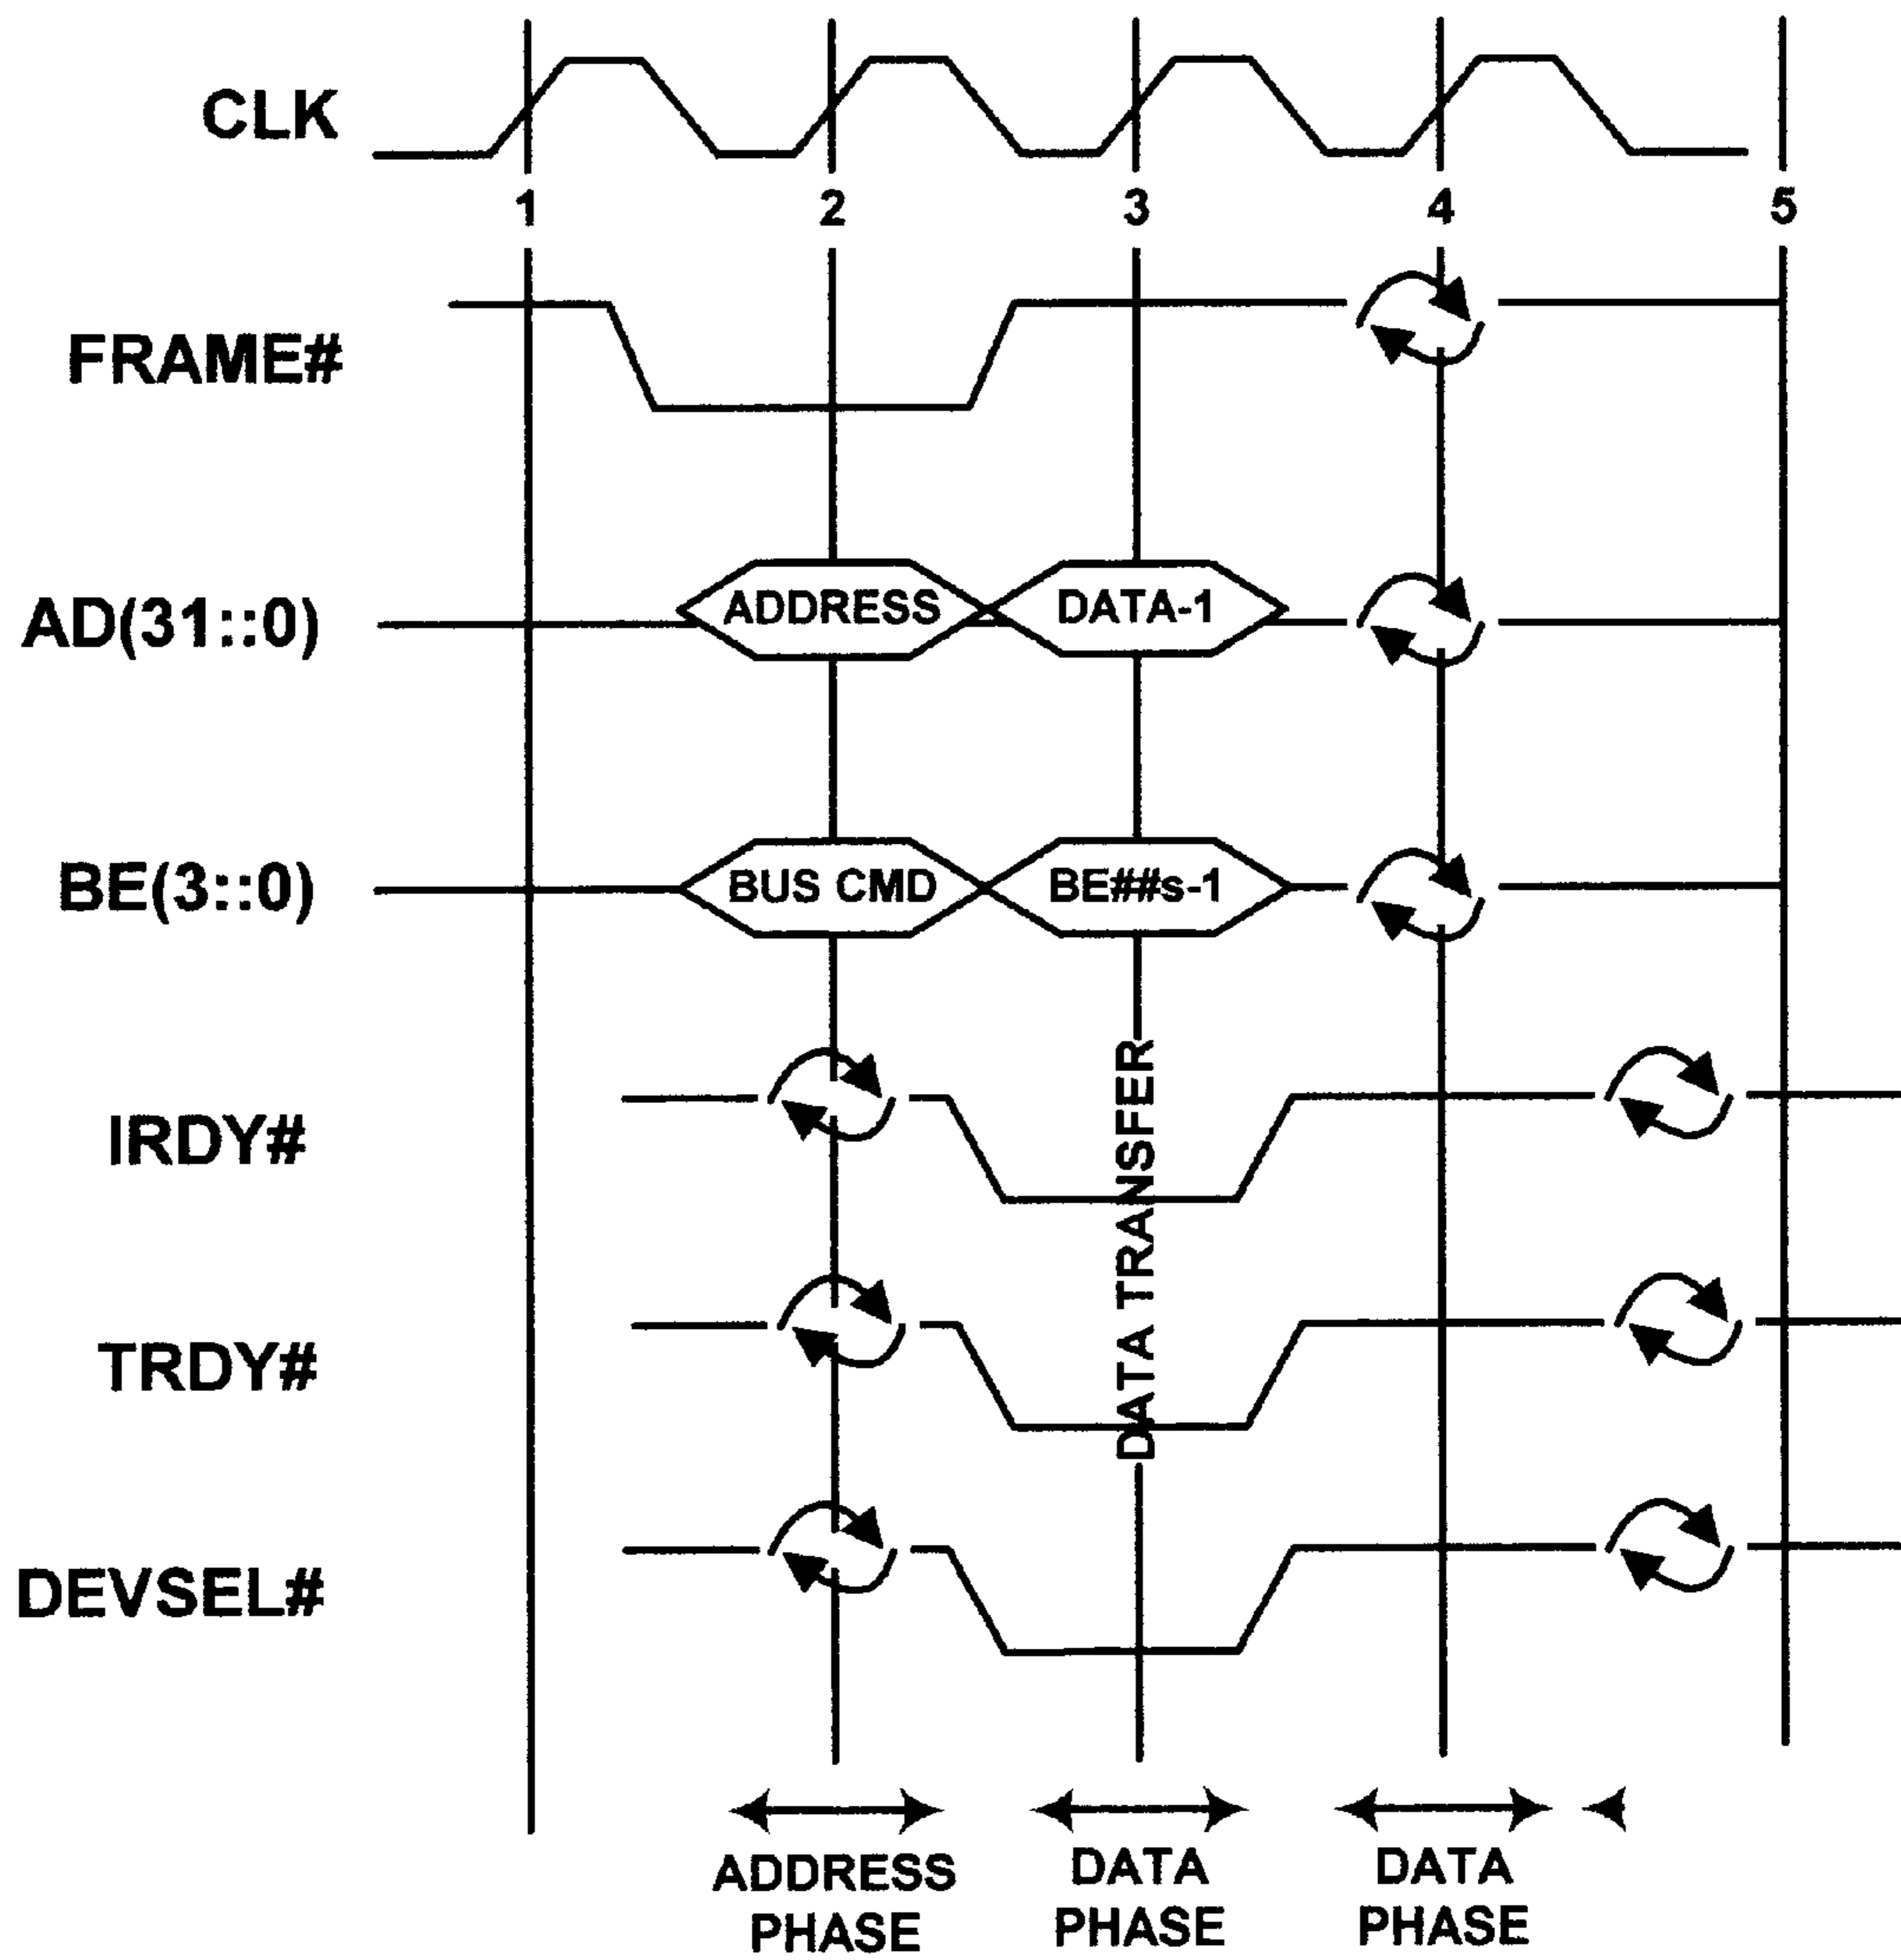 CLK
1 2 3 4 5
FRAME#
AD(31::0)
ADDRESS DATA-1
BE(3::0)
BUS CMD BE##s-1
IRDY#
DATA TRANSFER
TRDY#
DEVSEL#
ADDRESS PHASE
DATA PHASE
DATA PHASE